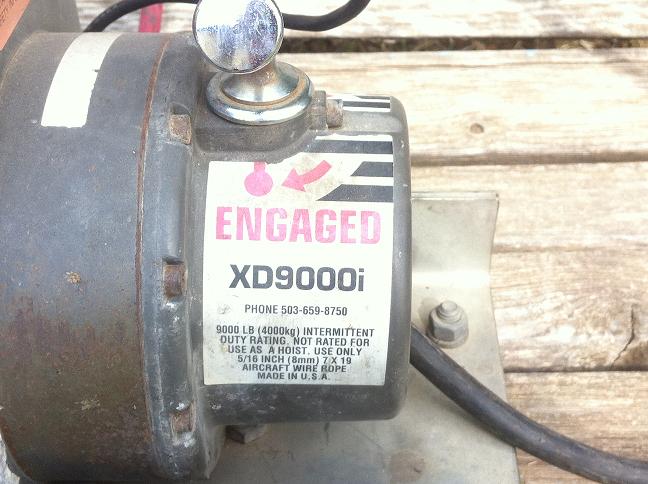 ENGAGED
XD9000i
PHONE 503-659-8750
9000 LB (4000kg) INTERMITTENT
DUTY RATING. NOT RATED FOR
USE AS A HOIST. USE ONLY
5/16 INCH (8mm) 7 X 19
AIRCRAFT WIRE ROPE
MADE IN U.S.A.